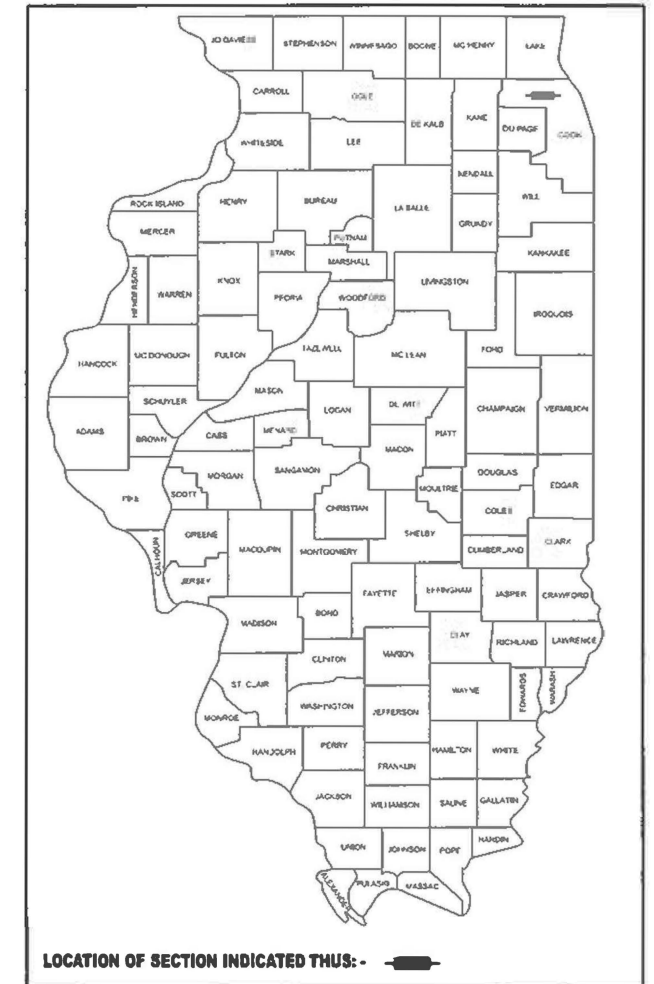 JO DAVIESS STEPHENSON WINNEBAGO BOONE MC HENRY LAKE
CARROLL OGLE DE KALB KANE DU PAGE COOK
WHITESIDE LEE
KENDALL WILL
ROCK ISLAND HENRY BUREAU LA SALLE GRUNDY
MERCER PUTNAM
STARK MARSHALL KANKAKEE
HENDERSON WARREN KNOX PEORIA WOODFORD LIVINGSTON
IROQUOIS
HANCOCK MC DONOUGH FULTON TAZEWELL MC LEAN FORD
SCHUYLER MASON LOGAN DE WITT CHAMPAIGN VERMILION
ADAMS BROWN CASS MENARD MACON PIATT
PIKE SCOTT MORGAN SANGAMON MOULTRIE DOUGLAS EDGAR
CHRISTIAN COLES
CALHOUN GREENE MACOUPIN MONTGOMERY SHELBY CUMBERLAND CLARK
JERSEY FAYETTE EFFINGHAM JASPER CRAWFORD
MADISON BOND CLAY RICHLAND LAWRENCE
CLINTON MARION
ST. CLAIR WAYNE EDWARDS WABASH
MONROE WASHINGTON JEFFERSON
RANDOLPH PERRY HAMILTON WHITE
FRANKLIN
JACKSON WILLIAMSON SALINE GALLATIN
UNION JOHNSON POPE HARDIN
ALEXANDER PULASKI MASSAC
LOCATION OF SECTION INDICATED THUS: -